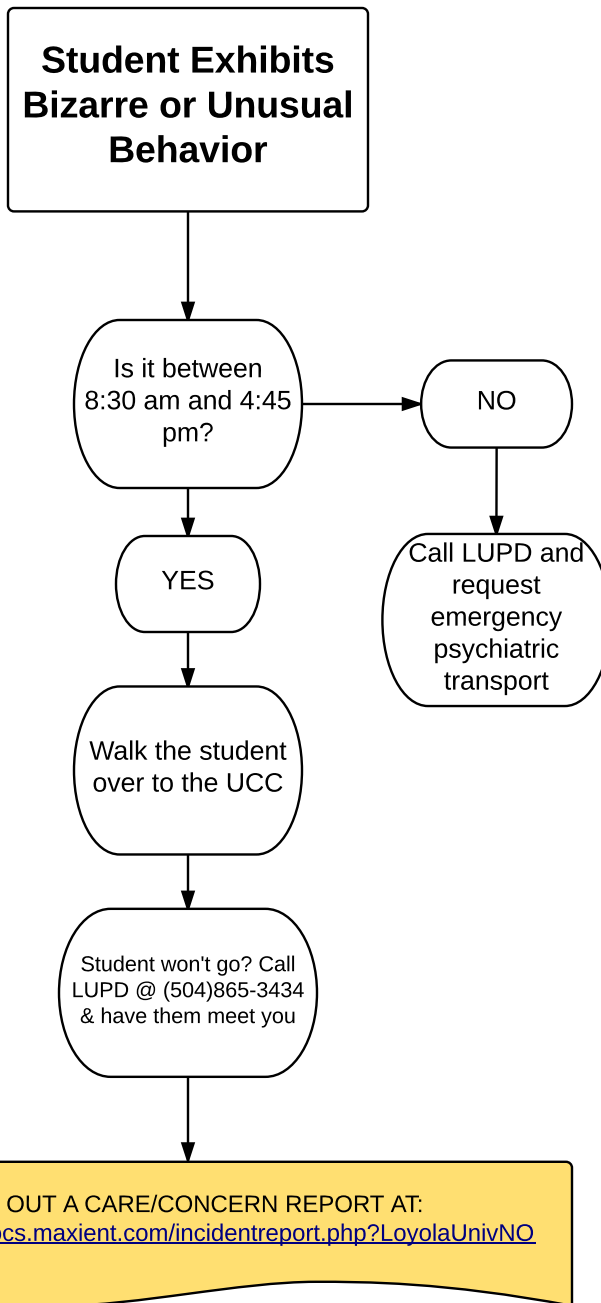 Student Exhibits
Bizarre or Unusual
Behavior
Is it between
8:30 am and 4:45
pm?
NO
YES
Call LUPD and
request
emergency
psychiatric
transport
Walk the student
over to the UCC
Student won't go? Call
LUPD @ (504)865-3434
& have them meet you
OUT A CARE/CONCERN REPORT AT:
ocs.maxient.com/incidentreport.php?LoyolaUnivNO